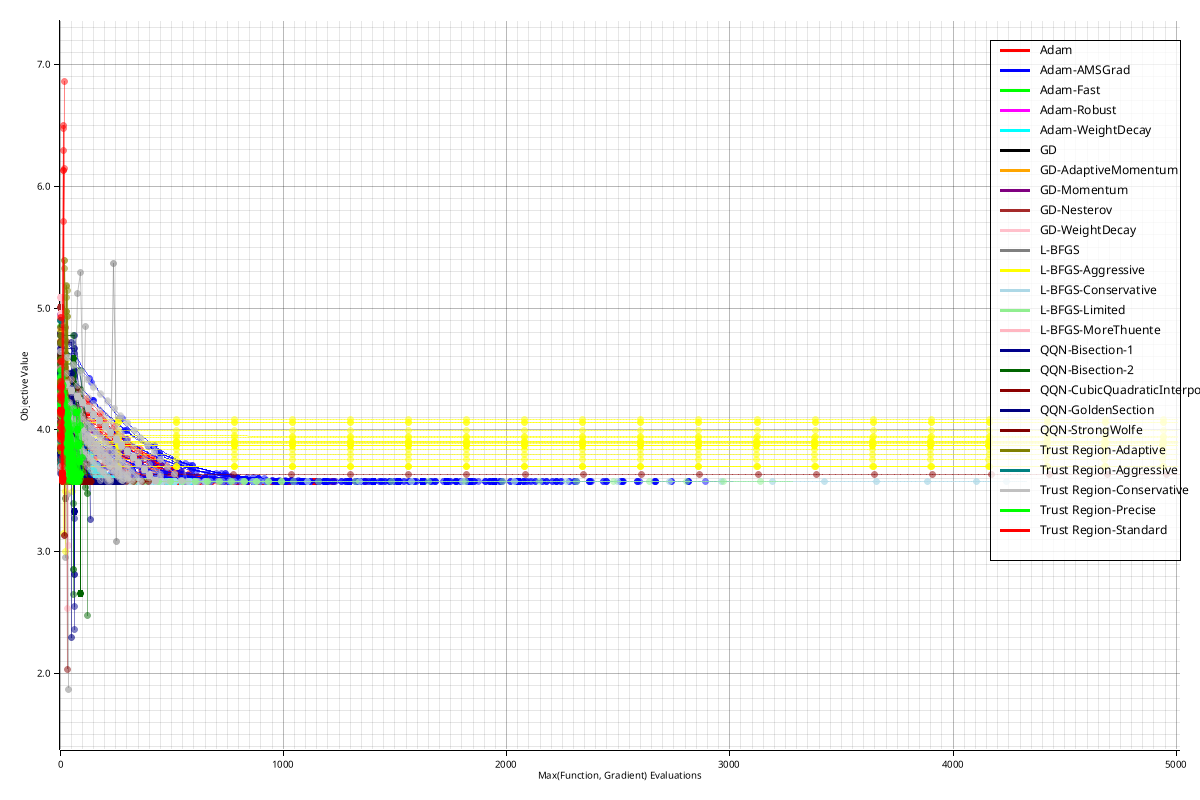 7.0
6.0
5.0
4.0
3.0
2.0
Objective Value
0
1000
2000
3000
4000
5000
Max(Function, Gradient) Evaluations
Adam
Adam-AMSGrad
Adam-Fast
Adam-Robust
Adam-WeightDecay
GD
GD-AdaptiveMomentum
GD-Momentum
GD-Nesterov
GD-WeightDecay
L-BFGS
L-BFGS-Aggressive
L-BFGS-Conservative
L-BFGS-Limited
L-BFGS-MoreThuente
QQN-Bisection-1
QQN-Bisection-2
QQN-CubicQuadraticInterpo
QQN-GoldenSection
QQN-StrongWolfe
Trust Region-Adaptive
Trust Region-Aggressive
Trust Region-Conservative
Trust Region-Precise
Trust Region-Standard